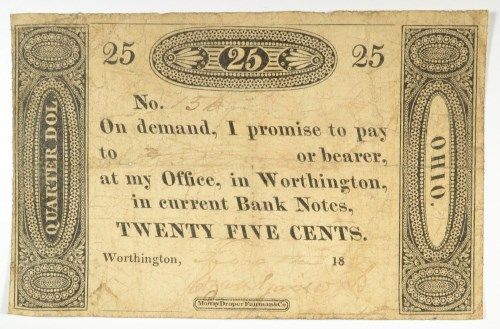 25 25 25
QUARTER DOL
OHIO.
No.
On demand, I promise to pay
to or bearer,
at my Office, in Worthington,
in current Bank Notes,
TWENTY FIVE CENTS.
Worthington, 18
Murray Draper Fairman & Co